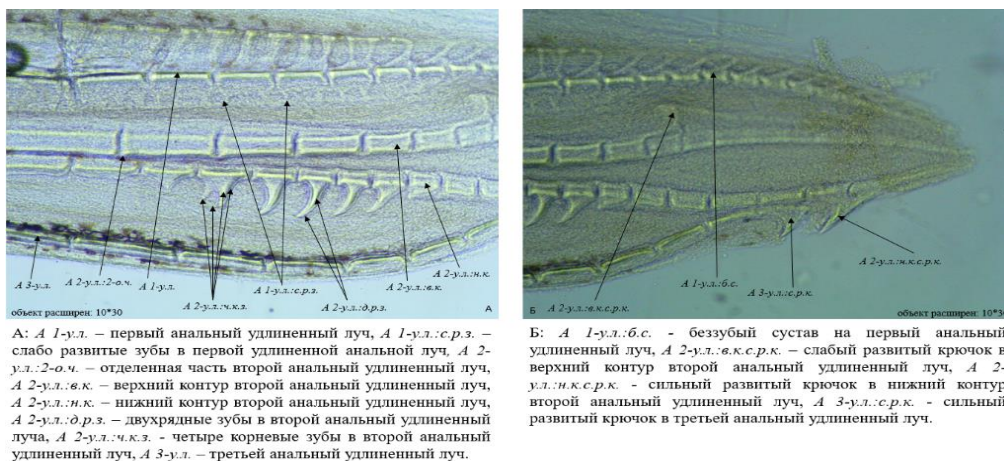 A 3-у.л.
A 2-у.л.:2-о.ч.
A 1-у.л.
A 2-у.л.:ч.к.з.
A 1-у.л.:с.р.з.
A 2-у.л.:д.р.з.
A 2-у.л.:в.к.
A 2-у.л.:н.к.
объект расширен: 10*30
А
А: А 1-у.л. – первый анальный удлиненный луч, А 1-у.л.:с.р.з. –
слабо развитые зубы в первой удлиненной анальной луч, А 2-
у.л.:2-о.ч. – отделенная часть второй анальный удлиненный луч,
А 2-у.л.:в.к. – верхний контур второй анальный удлиненный луч,
А 2-у.л.:н.к. – нижний контур второй анальный удлиненный луч,
А 2-у.л.:д.р.з. – двухрядные зубы в второй анальный удлиненный
луча, А 2-у.л.:ч.к.з. - четыре корневые зубы в второй анальный
удлиненный луч, А 3-у.л. – третьей анальный удлиненный луч.
A 2-у.л.:в.к.с.р.к.
A 1-у.л.:б.с.
A 3-у.л.:с.р.к.
A 2-у.л.:н.к.с.р.к.
Б
объект расширен: 10*30
Б: А 1-у.л.:б.с. - беззубый сустав на первый анальный
удлиненный луч, А 2-у.л.:в.к.с.р.к. – слабый развитый крючок в
верхний контур второй анальный удлиненный луч, А 2-
у.л.:н.к.с.р.к. - сильный развитый крючок в нижний контур
второй анальный удлиненный луч, А 3-у.л.:с.р.к. - сильный
развитый крючок в третьей анальный удлиненный луч.